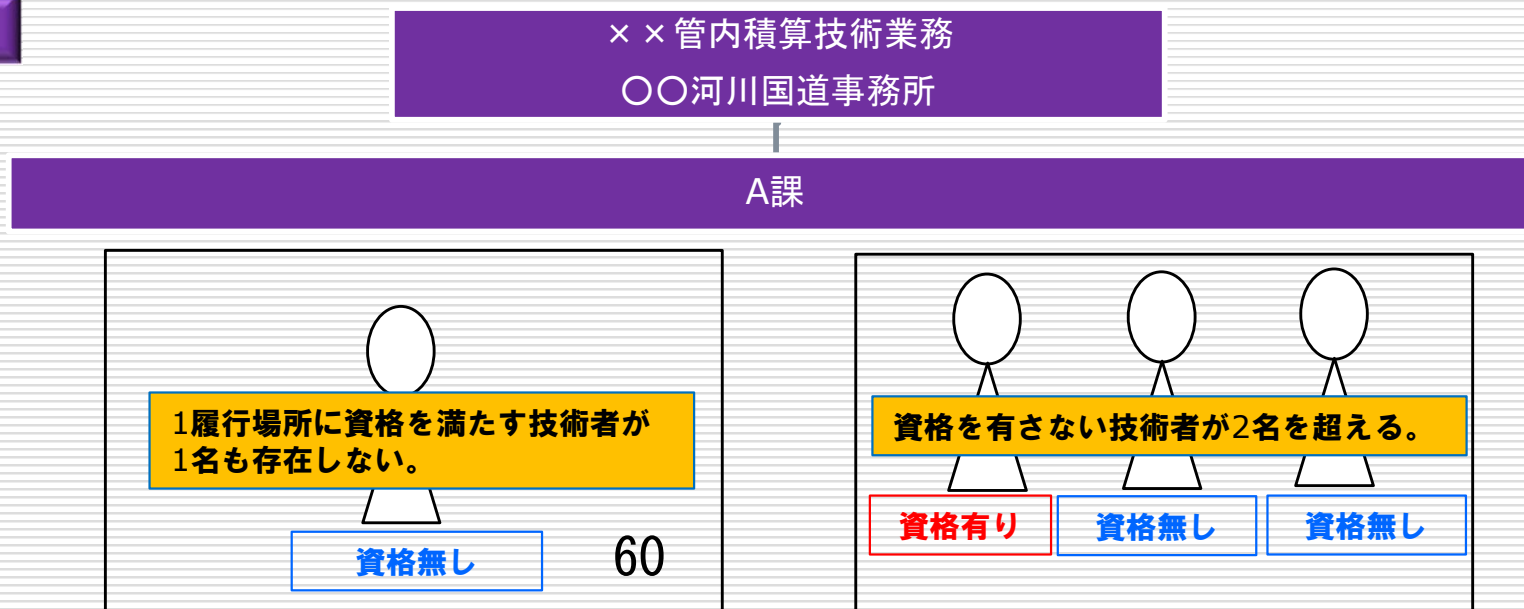 ××管内積算技術業務
〇〇河川国道事務所
A課
1履行場所に資格を満たす技術者が
1名も存在しない。
資格無し
60
資格を有さない技術者が2名を超える。
資格有り
資格無し
資格無し